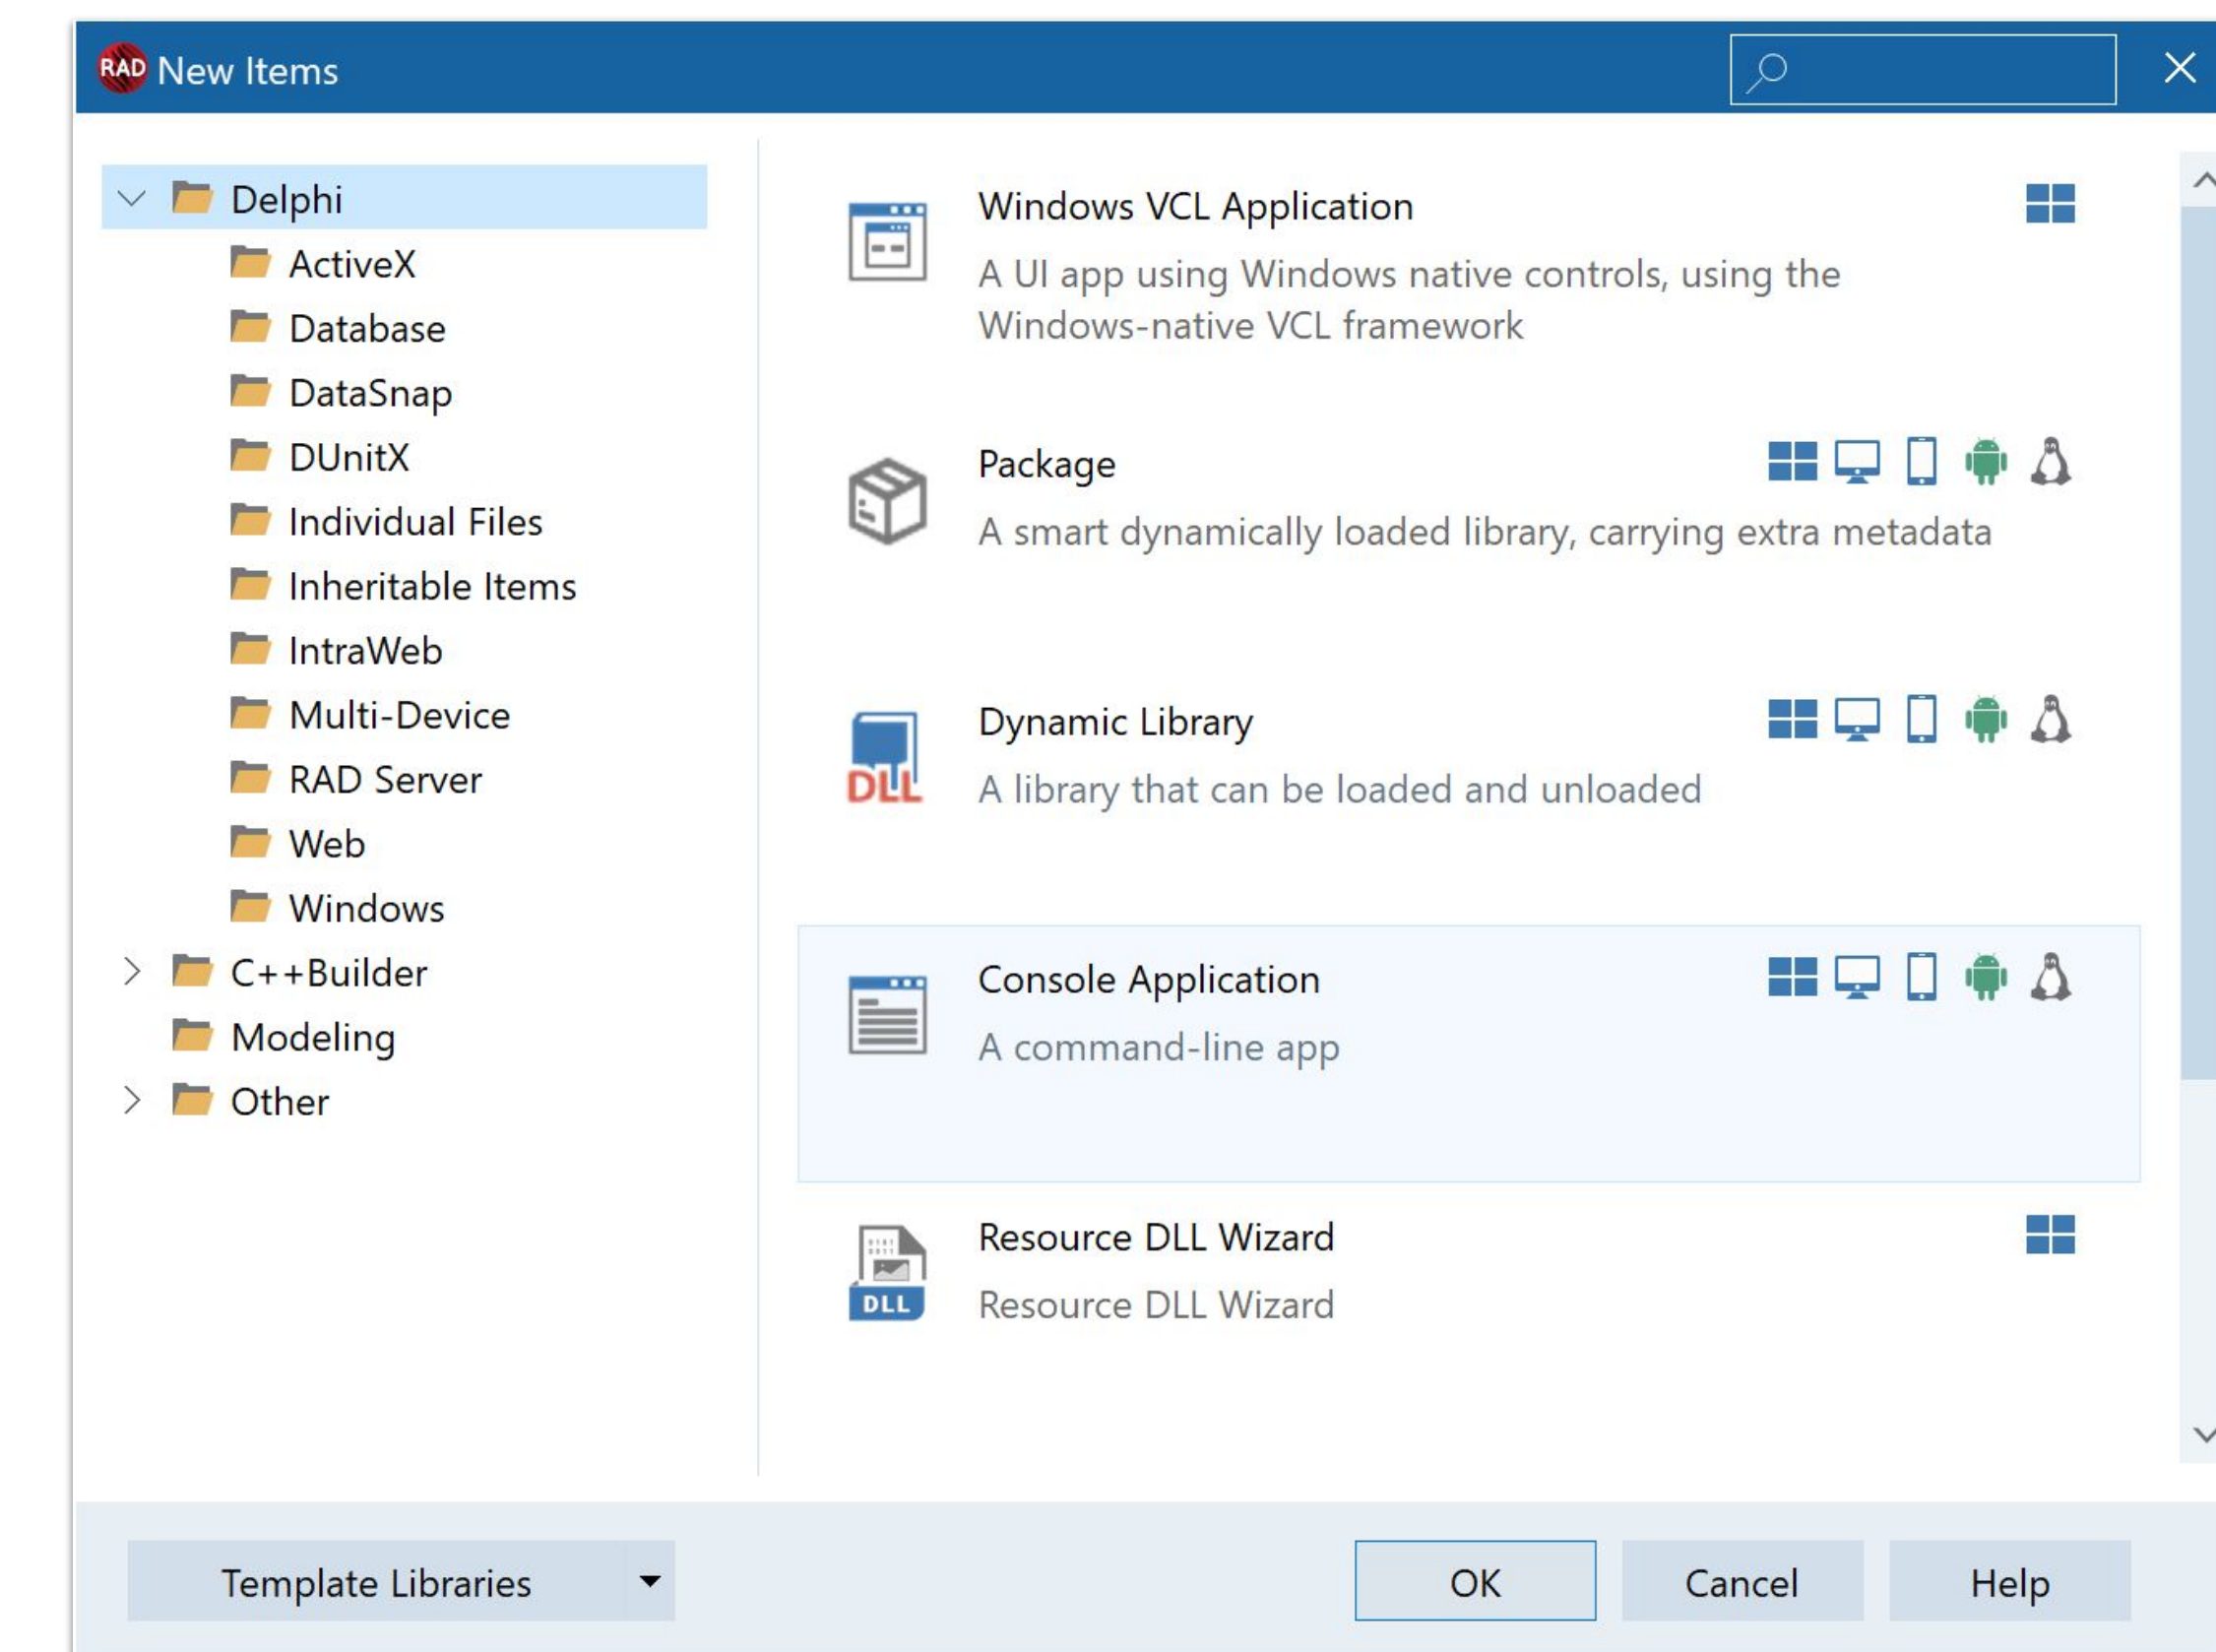 RAD New Items
Delphi
ActiveX
Database
DataSnap
DUnitX
Individual Files
Inheritable Items
IntraWeb
Multi-Device
RAD Server
Web
Windows
C++Builder
Modeling
Other
Windows VCL Application
A UI app using Windows native controls, using the
Windows-native VCL framework
Package
A smart dynamically loaded library, carrying extra metadata
DLL
Dynamic Library
A library that can be loaded and unloaded
Console Application
A command-line app
DLL
Resource DLL Wizard
Resource DLL Wizard
Template Libraries
OK
Cancel
Help